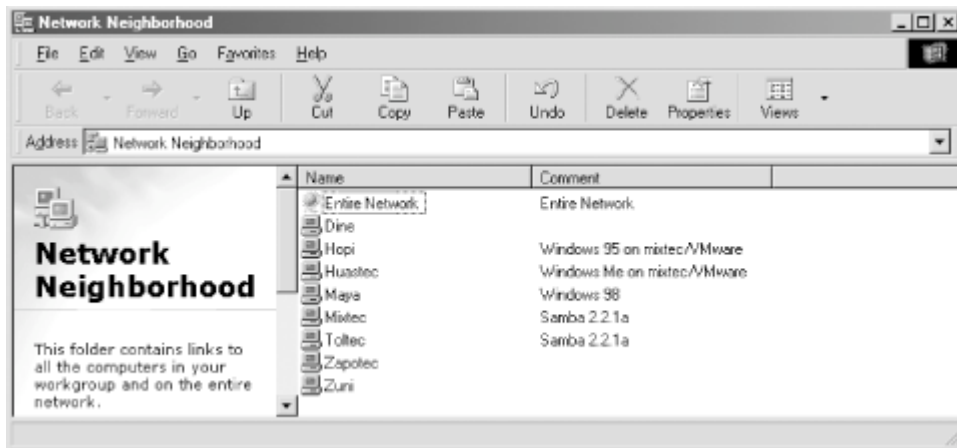 Network Neighborhood
File Edit View Go Favorites Help
Back Forward Up Cut Copy Paste Undo Delete Properties Views
Address Network Neighborhood
Name Comment
Entire Network Entire Network
Dine
Hopi Windows 95 on mixtec/VMware
Huastec Windows Me on mixtec/VMware
Maya Windows 98
Mixtec Samba 2.2.1a
Toltec Samba 2.2.1a
Zapotec
Zuni
Network
Neighborhood
This folder contains links to
all the computers in your
workgroup and on the entire
network.